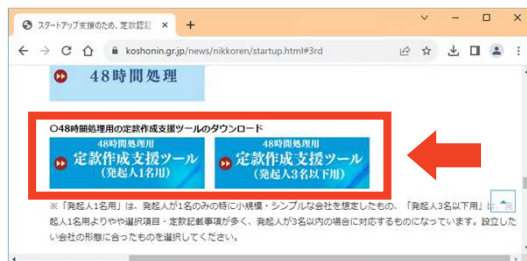 スタートアップ支援のため、定款認証
koshonin.gr.jp/news/nikkoren/startup.html#3rd
48時間処理
○48時間処理用の定款作成支援ツールのダウンロード
48時間処理用
定款作成支援ツール
(発起人1名用)
48時間処理用
定款作成支援ツール
(発起人3名以下用)
※「発起人1名用」は、発起人が1名のみの特に小規模・シンプルな会社を想定したもの、「発起人3名以下用」は、発
起人1名用よりやや選択項目・定款記載事項が多く、発起人が3名以内の場合に対応するものになっています。設立した
い会社の形態に合ったものを選択してください。